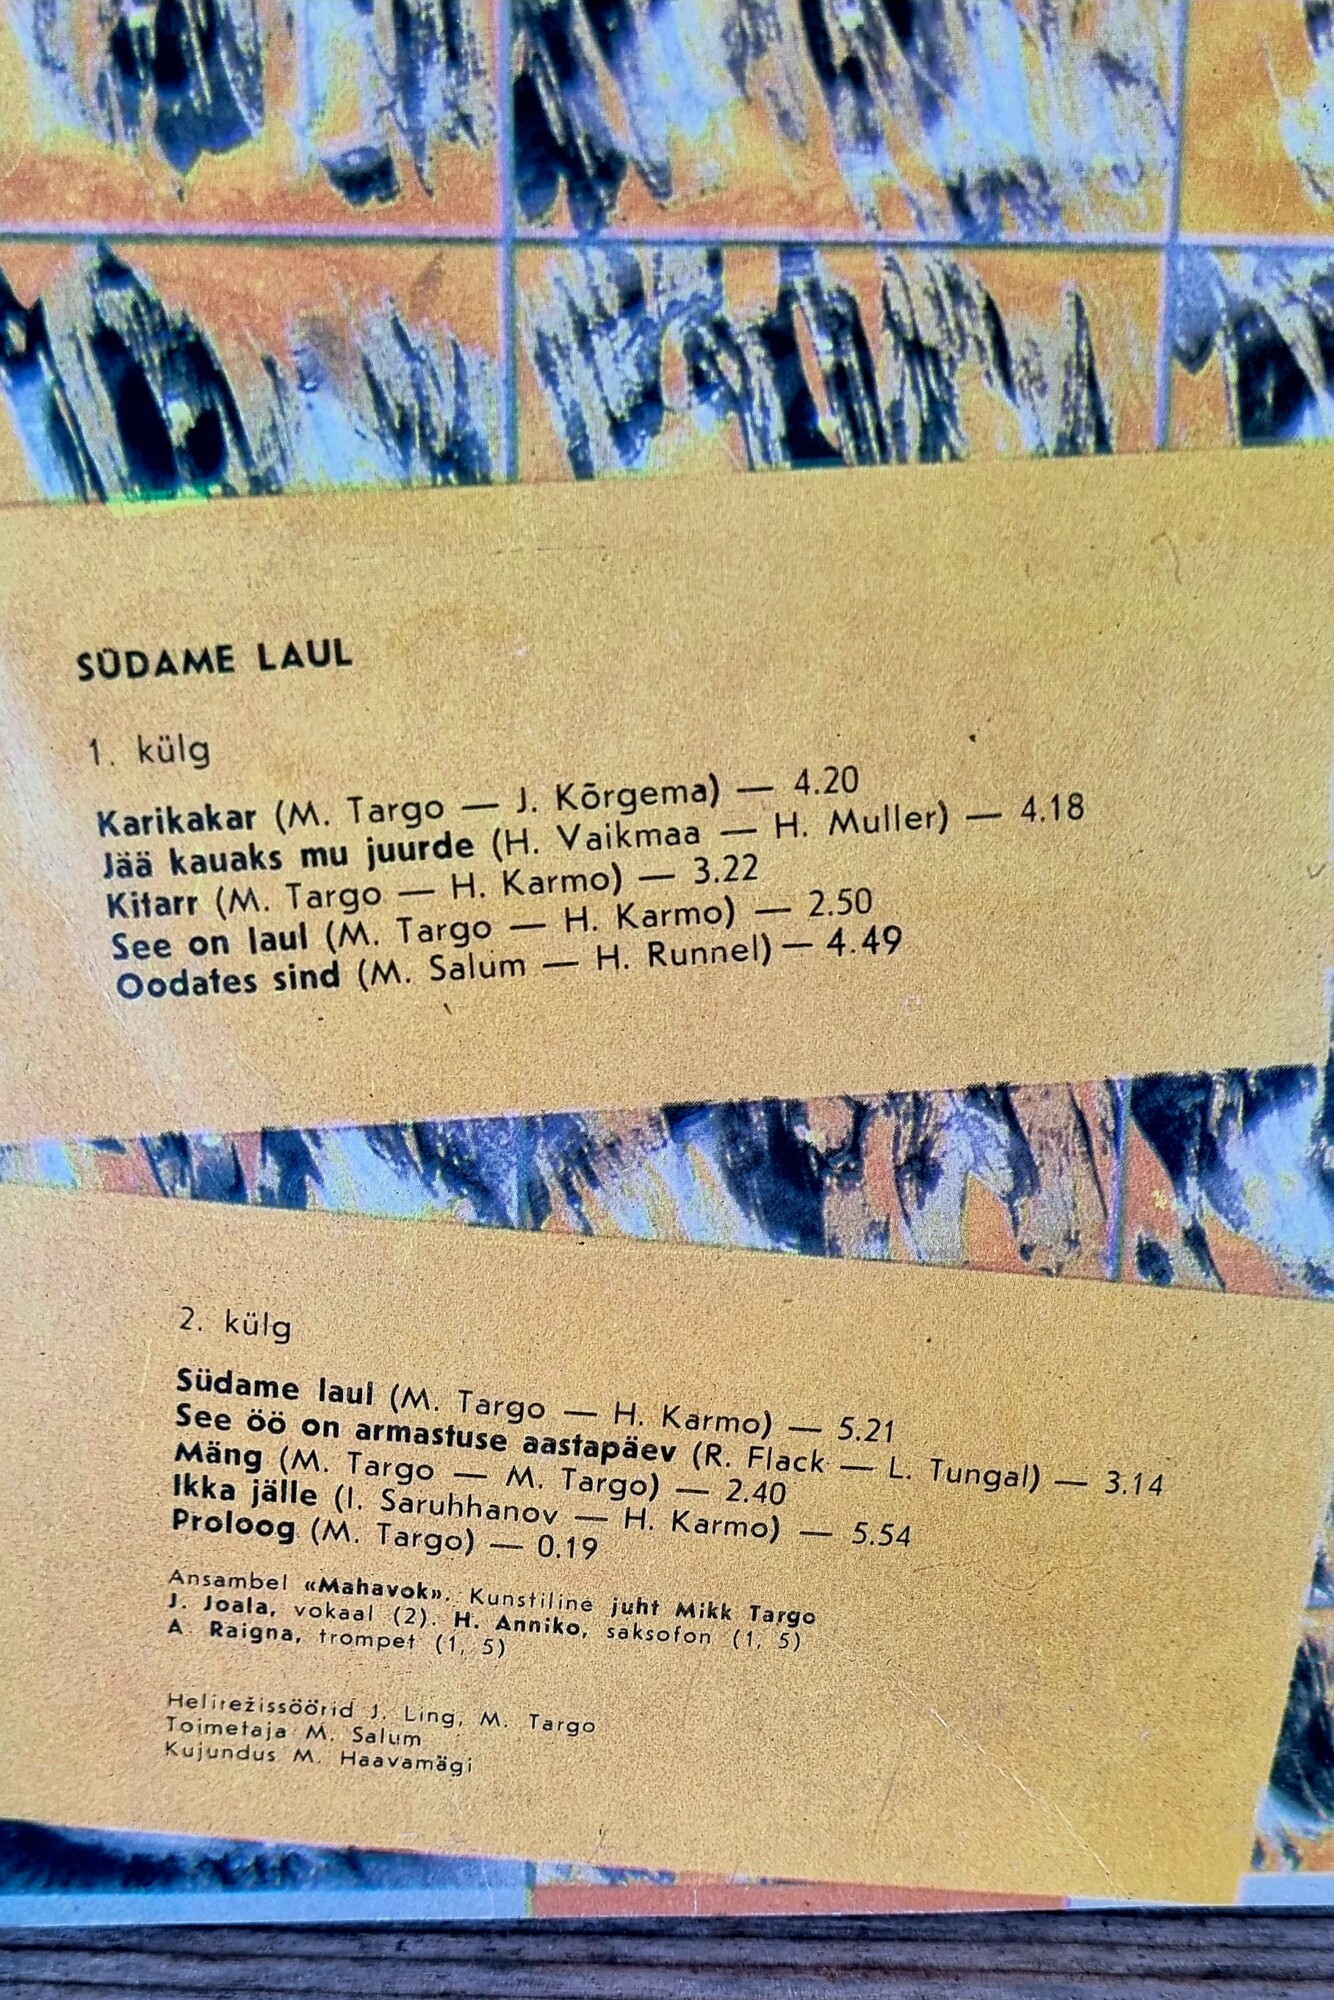 SÜDAME LAUL
1. külg
Karikakar (M. Targo — J. Kõrgema) — 4.20
Jää kauaks mu juurde (H. Vaikmaa — H. Muller) — 4.18
Kitarr (M. Targo — H. Karmo) — 3.22
See on laul (M. Targo — H. Karmo) — 2.50
Oodates sind (M. Salum — H. Runnel) — 4.49
2. külg
Südame laul (M. Targo — H. Karmo) — 5.21
See öö on armastuse aastapäev (R. Flack — L. Tungal) — 3.14
Mäng (M. Targo — M. Targo) — 2.40
Ikka jälle (I. Saruhhanov — H. Karmo) — 5.54
Proloog (M. Targo) — 0.19
Ansambel «Mahavok». Kunstiline juht Mikk Targo
J. Joala, vokaal (2). H. Anniko, saksofon (1, 5)
A. Raigna, trompet (1, 5)
Helirežissöörid J. Ling, M. Targo
Toimetaja M. Salum
Kujundus M. Haavamägi